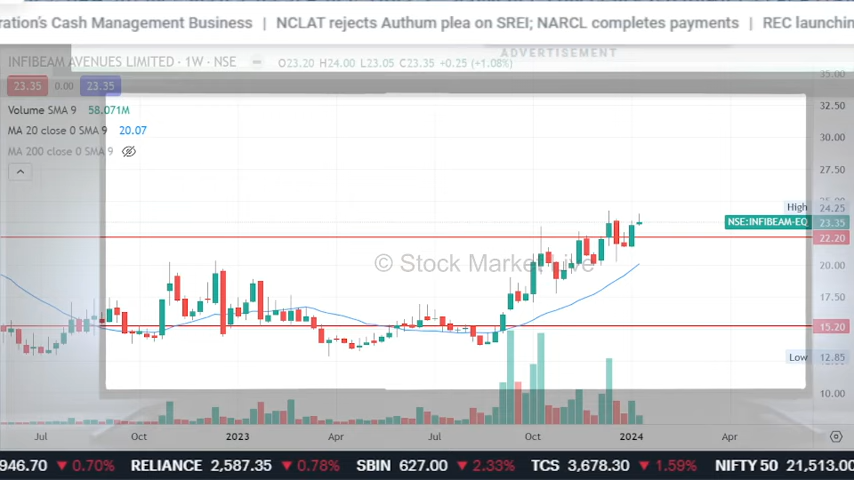 ration's Cash Management Business | NCLAT rejects Authum plea on SREI; NARCL completes payments | REC launchin
ADVERTISEMENT
INFIBEAM AVENUES LIMITED · 1W · NSE O23.20 H24.00 L23.05 C23.35 +0.25 (+1.08%)
23.35 0.00 23.35
Volume SMA 9 58.071M
MA 20 close 0 SMA 9 20.07
MA 200 close 0 SMA 9
35.00
32.50
30.00
27.50
25.00
High 24.25
NSE:INFIBEAM-EQ 23.35
22.20
20.00
© Stock Market Live
17.50
15.20
Low 12.85
10.00
Jul Oct 2023 Apr Jul Oct 2024 Apr
946.70 ▼ 0.70% RELIANCE 2,587.35 ▼ 0.78% SBIN 627.00 ▼ 2.33% TCS 3,678.30 ▼ 1.59% NIFTY 50 21,513.00